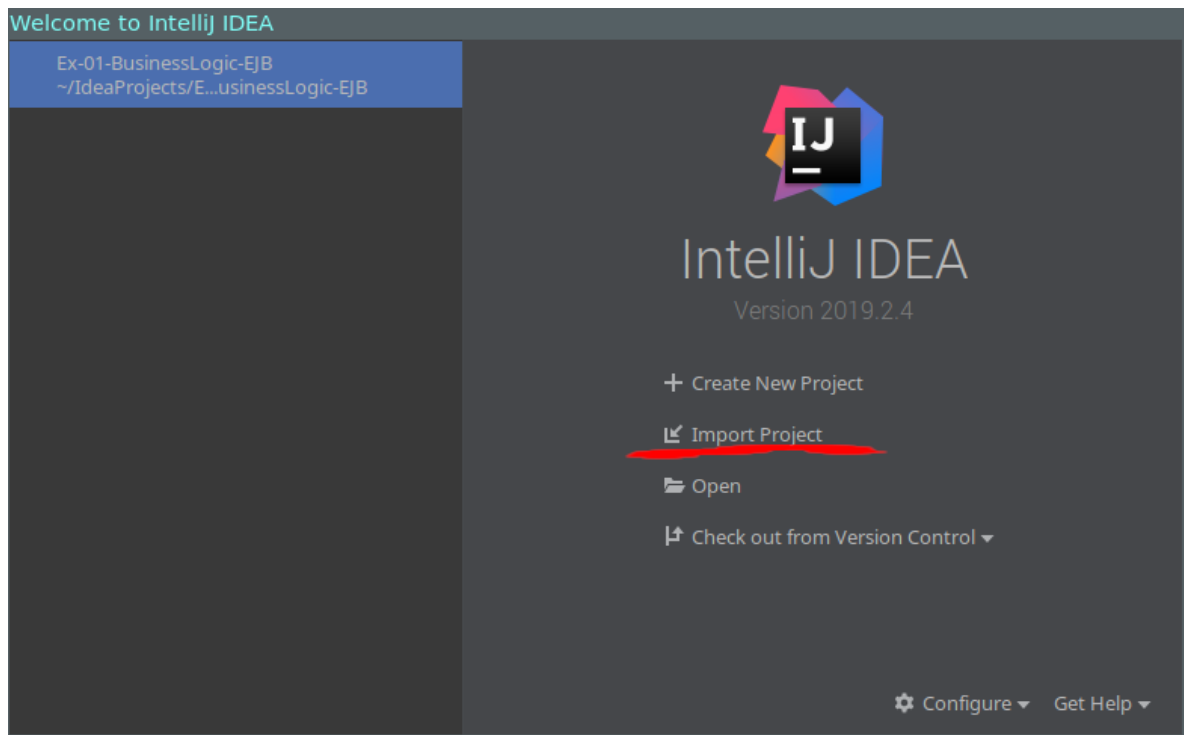 Welcome to IntelliJ IDEA
Ex-01-BusinessLogic-EJB
~/IdeaProjects/E...usinessLogic-EJB
IJ
IntelliJ IDEA
Version 2019.2.4
Create New Project
Import Project
Open
Check out from Version Control
Configure
Get Help